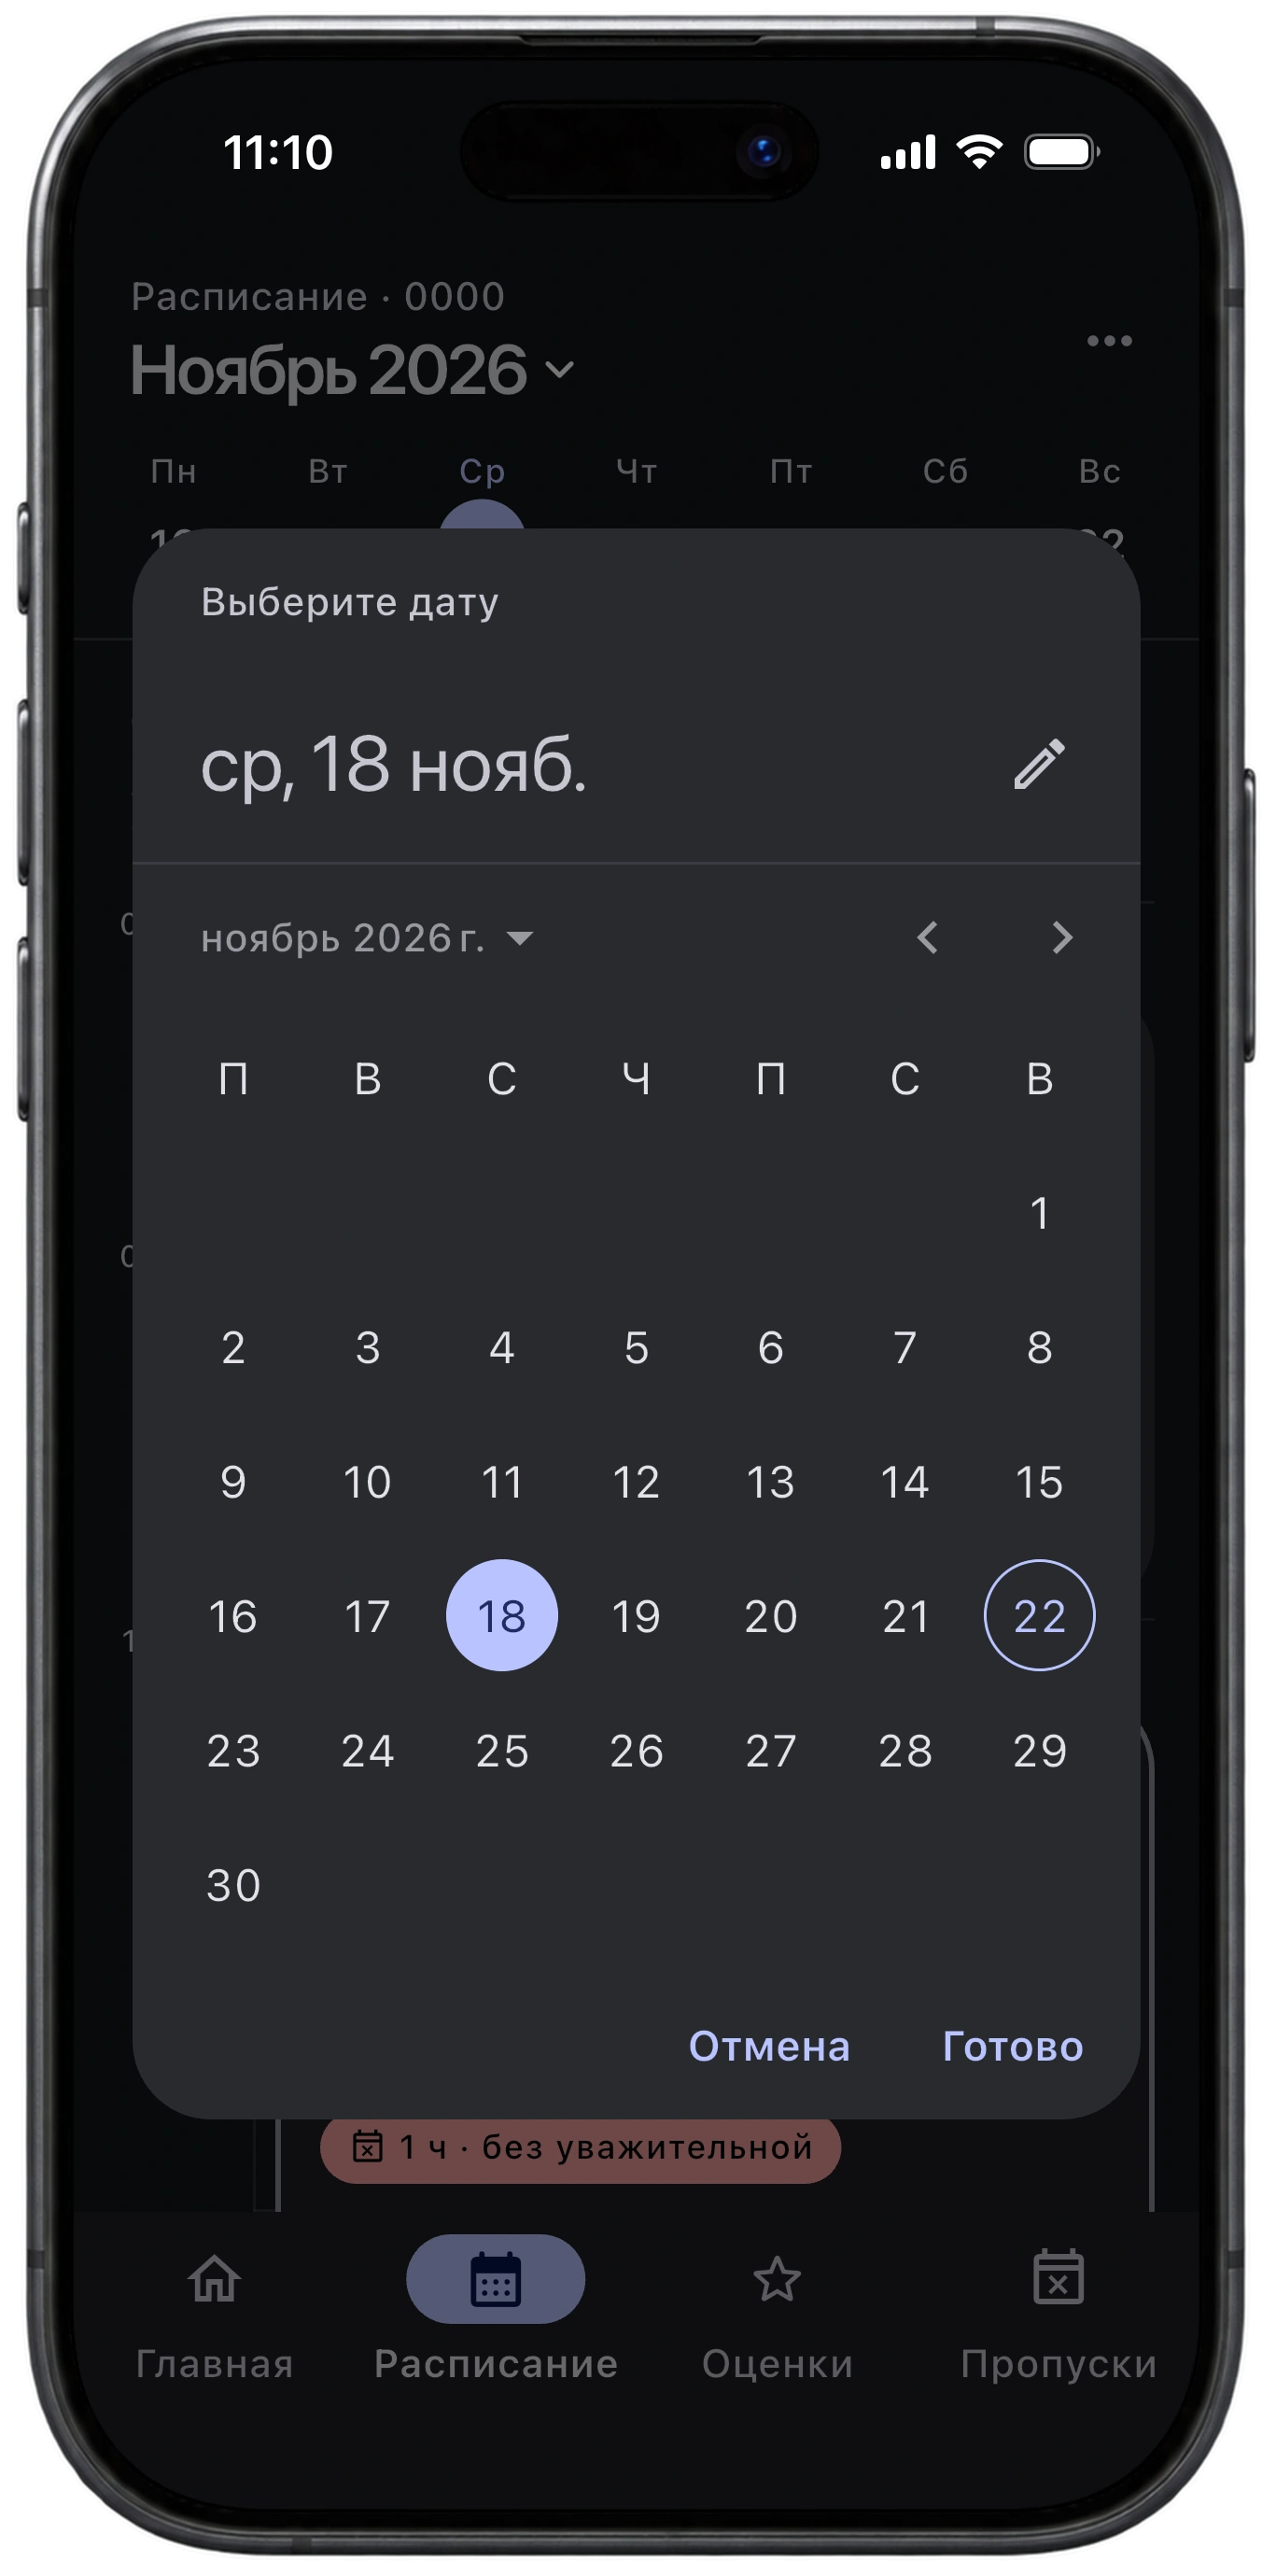 11:10
Расписание · 0000
Ноябрь 2026
Пн Вт Ср Чт Пт Сб Вс
Выберите дату
ср, 18 нояб.
ноябрь 2026 г.
П В С Ч П С В
1
2 3 4 5 6 7 8
9 10 11 12 13 14 15
16 17 18 19 20 21 22
23 24 25 26 27 28 29
30
Отмена Готово
1 ч · без уважительной
Главная Расписание Оценки Пропуски